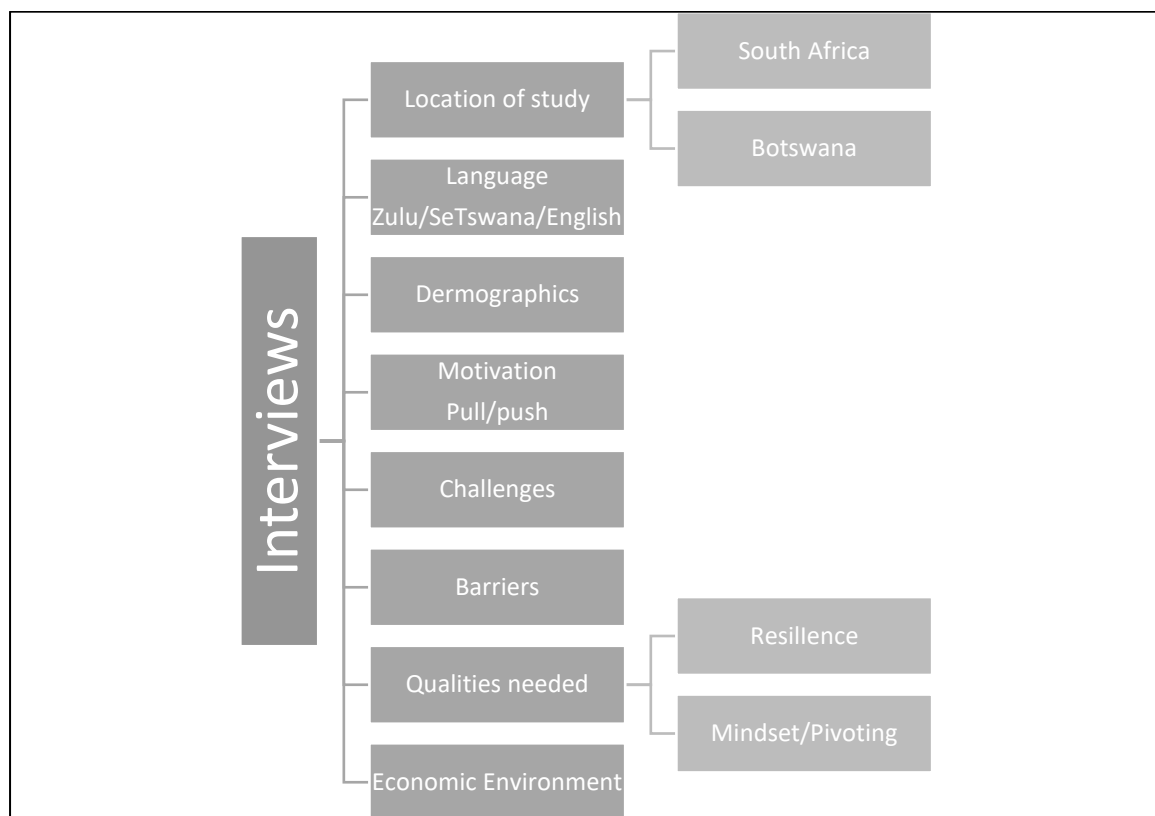 Interviews
Location of study
South Africa
Botswana
Language
Zulu/SeTswana/English
Dermographics
Motivation
Pull/push
Challenges
Barriers
Qualities needed
ResilIence
Mindset/Pivoting
Economic Environment